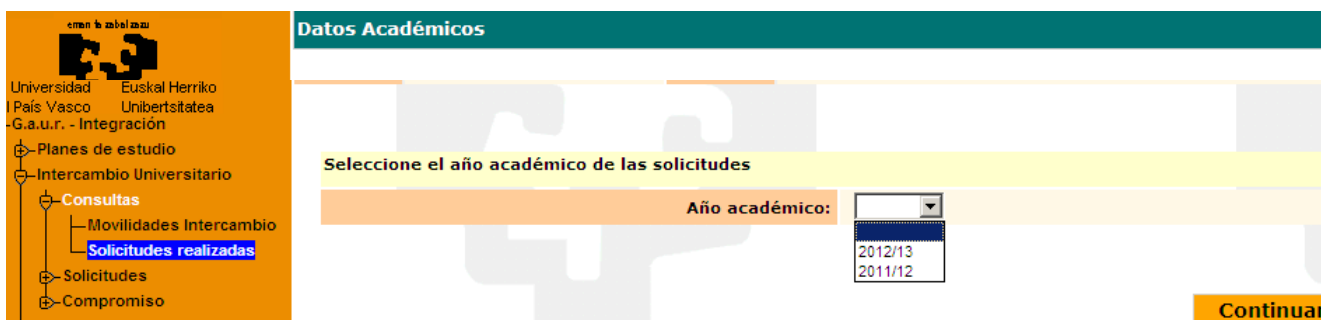 eman ta zabal zazu
Universidad Euskal Herriko
l País Vasco Unibertsitatea
-G.a.u.r. - Integración
Planes de estudio
Intercambio Universitario
Consultas
Movilidades Intercambio
Solicitudes realizadas
Solicitudes
Compromiso
Datos Académicos
Seleccione el año académico de las solicitudes
Año académico:
2012/13
2011/12
Continuar